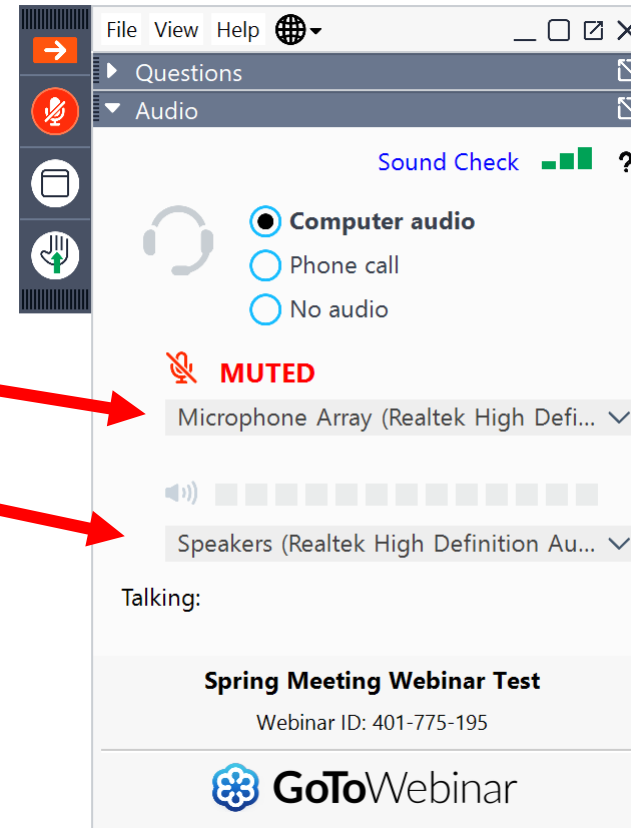 File View Help
Questions
Audio
Sound Check ?
Computer audio
Phone call
No audio
MUTED
Microphone Array (Realtek High Defi...
Speakers (Realtek High Definition Au...
Talking:
Spring Meeting Webinar Test
Webinar ID: 401-775-195
GoToWebinar